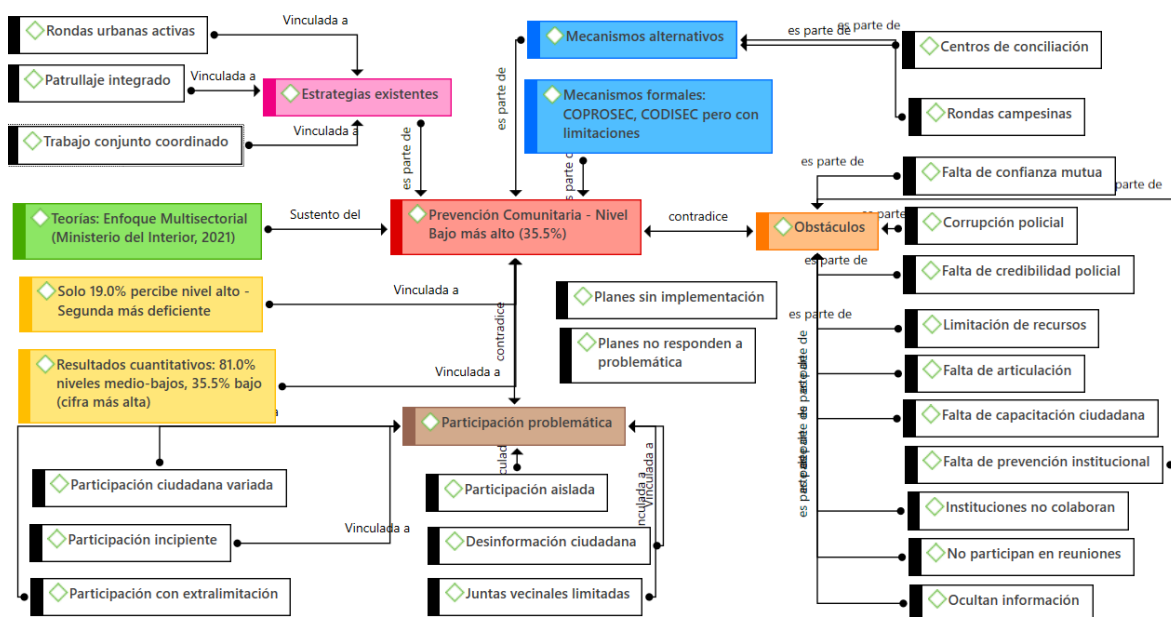 Rondas urbanas activas
Patrullaje integrado
Trabajo conjunto coordinado
Vinculada a
Vinculada a
Vinculada a
Estrategias existentes
es parte de
Mecanismos alternativos
es parte de
Mecanismos formales:
COPROSEC, CODISEC pero con
limitaciones
es parte de
es parte de
Centros de conciliación
Rondas campesinas
Teorías: Enfoque Multisectorial
(Ministerio del Interior, 2021)
Sustento del
Prevención Comunitaria - Nivel
Bajo más alto (35.5%)
contradice
Obstáculos
es parte de
Falta de confianza mutua
parte de
Corrupción policial
es parte de
Falta de credibilidad policial
es parte de
Limitación de recursos
Falta de articulación
Falta de capacitación ciudadana
Falta de prevención institucional
Instituciones no colaboran
No participan en reuniones
Ocultan información
Solo 19.0% percibe nivel alto -
Segunda más deficiente
Vinculada a
Resultados cuantitativos: 81.0%
niveles medio-bajos, 35.5% bajo
(cifra más alta)
Vinculada a
contradice
Planes sin implementación
Planes no responden a
problemática
Participación problemática
Participación ciudadana variada
Participación incipiente
Vinculada a
Participación con extralimitación
Participación aislada
Desinformación ciudadana
Juntas vecinales limitadas
Vinculada a